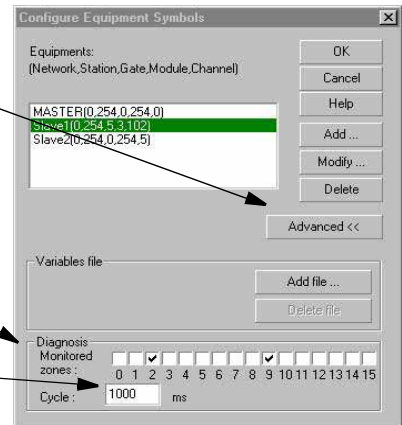 Configure Equipment Symbols
Equipments:
(Network,Station,Gate,Module,Channel)
MASTER(0,254,0,254,0)
Slave1(0,254,5,3,102)
Slave2(0,254,0,254,5)
OK
Cancel
Help
Add ...
Modify ...
Delete
Advanced <<
Variables file
Add file ...
Delete file
Diagnosis
Monitored
zones :
0 1 2 3 4 5 6 7 8 9 10 11 12 13 14 15
Cycle : 1000 ms